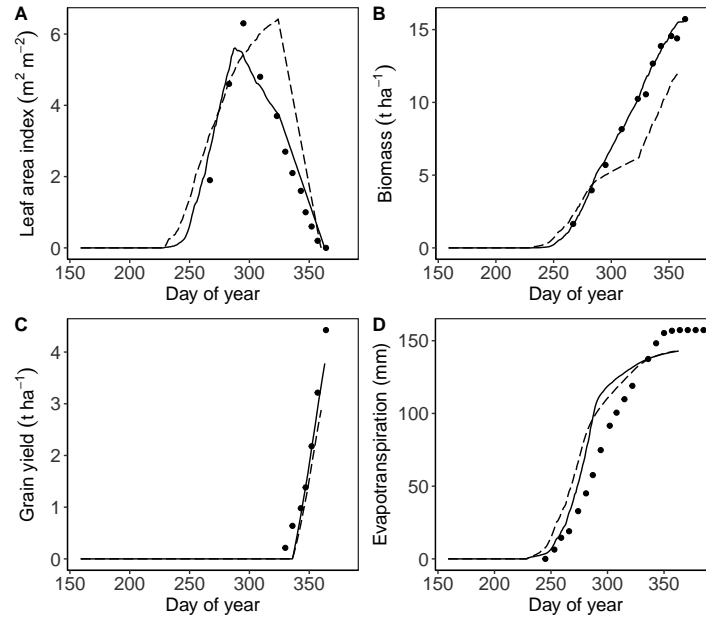 A
Leaf area index (m² m⁻²)
6
4
2
0
150 200 250 300 350
Day of year
B
Biomass (t ha⁻¹)
15
10
5
0
150 200 250 300 350
Day of year
C
Grain yield (t ha⁻¹)
4
3
2
1
0
150 200 250 300 350
Day of year
D
Evapotranspiration (mm)
150
100
50
0
150 200 250 300 350
Day of year